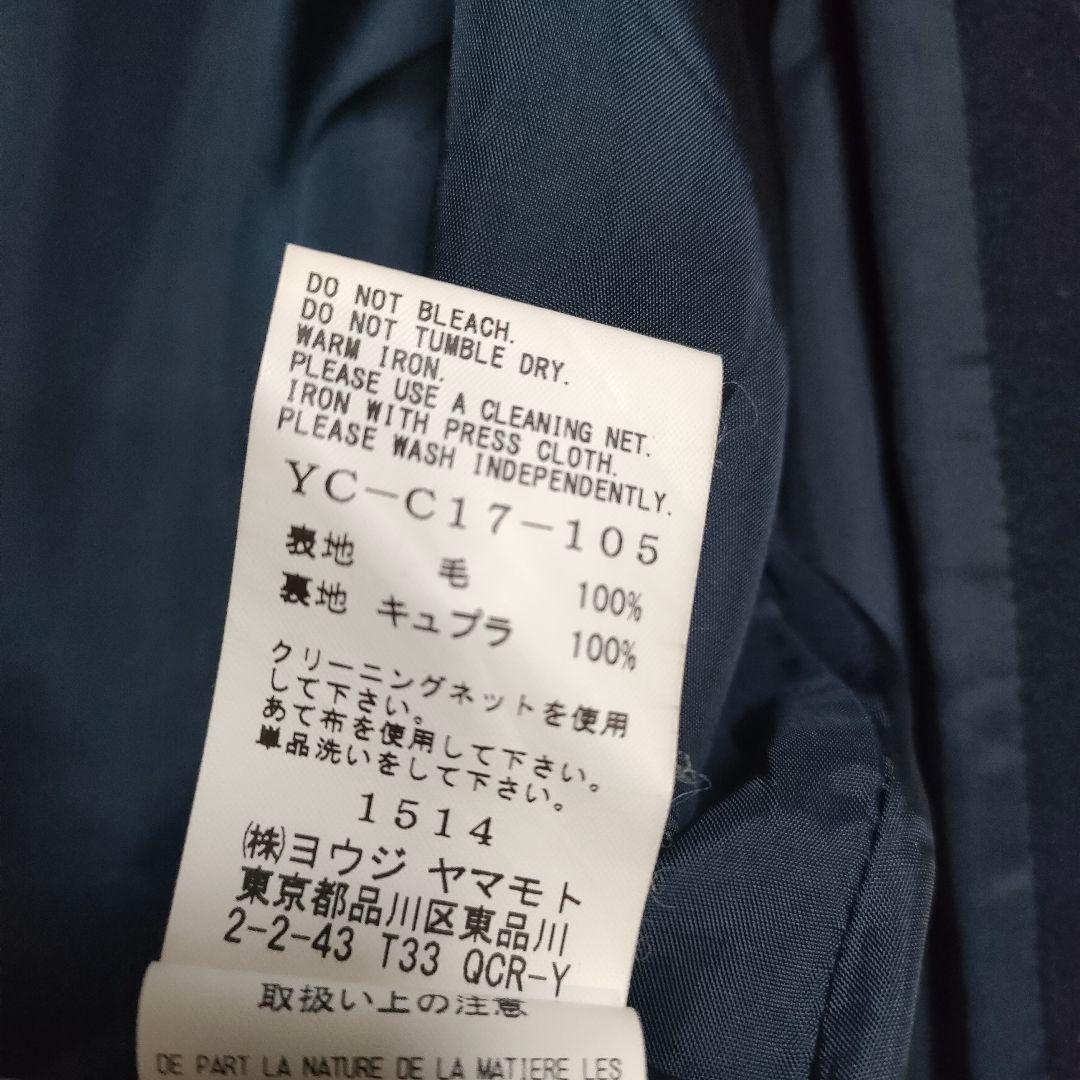 DO NOT BLEACH.
DO NOT TUMBLE DRY.
WARM IRON.
PLEASE USE A CLEANING NET.
IRON WITH PRESS CLOTH.
PLEASE WASH INDEPENDENTLY.
YC-C17-105
表地 毛 100%
裏地 キュプラ 100%
クリーニングネットを使用
して下さい。
あて布を使用して下さい。
単品洗いをして下さい。
1514
㈱ヨウジ ヤマモト
東京都品川区東品川
2-2-43 T33 QCR-Y
取扱い上の注意
DE PART LA NATURE DE LA MATIERE LES